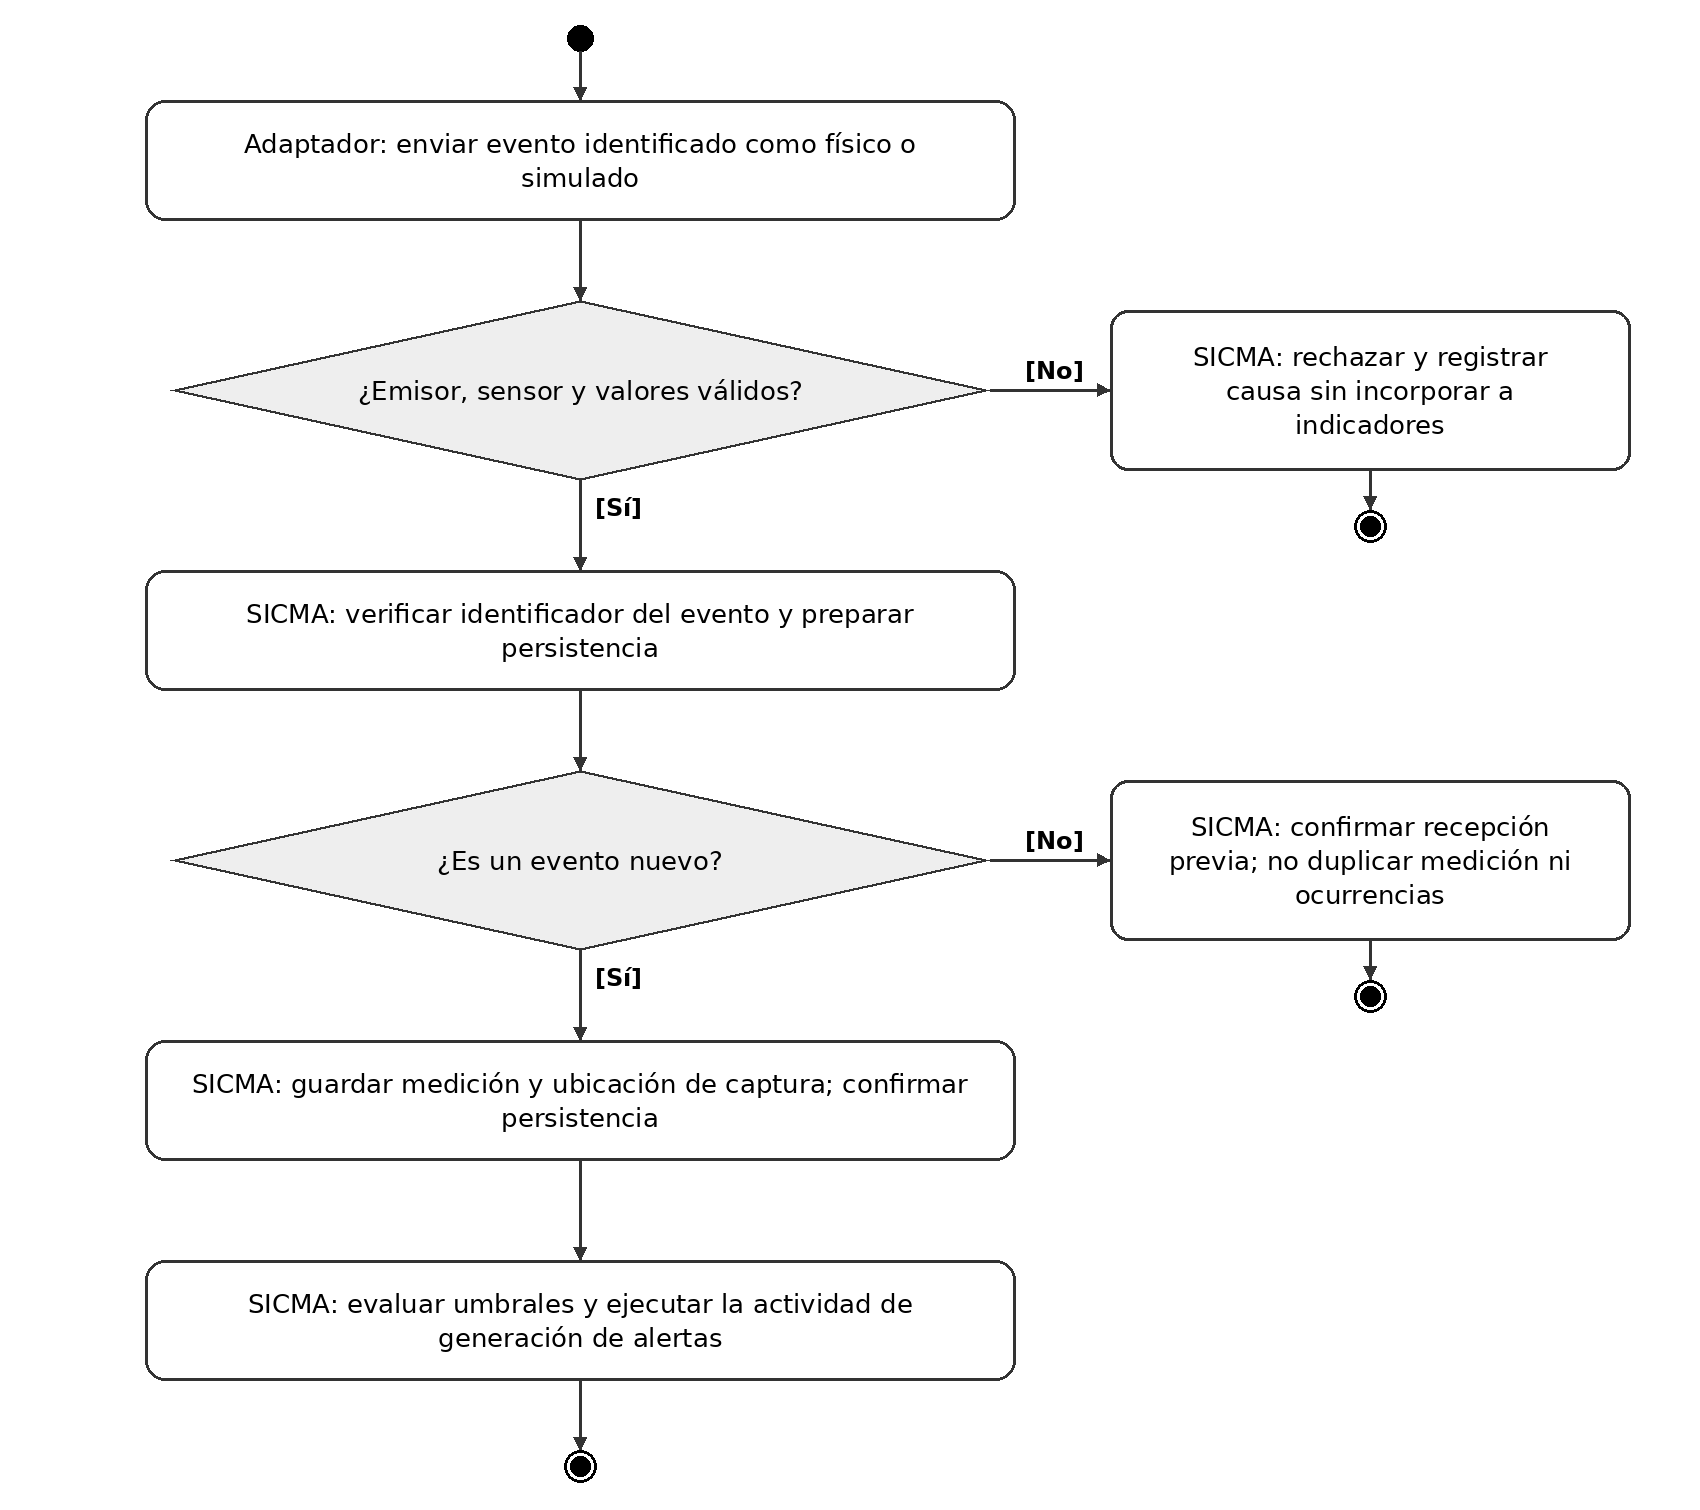 Adaptador: enviar evento identificado como físico o
simulado
¿Emisor, sensor y valores válidos?
[No]
SICMA: rechazar y registrar
causa sin incorporar a
indicadores
[Sí]
SICMA: verificar identificador del evento y preparar
persistencia
¿Es un evento nuevo?
[No]
SICMA: confirmar recepción
previa; no duplicar medición ni
ocurrencias
[Sí]
SICMA: guardar medición y ubicación de captura; confirmar
persistencia
SICMA: evaluar umbrales y ejecutar la actividad de
generación de alertas